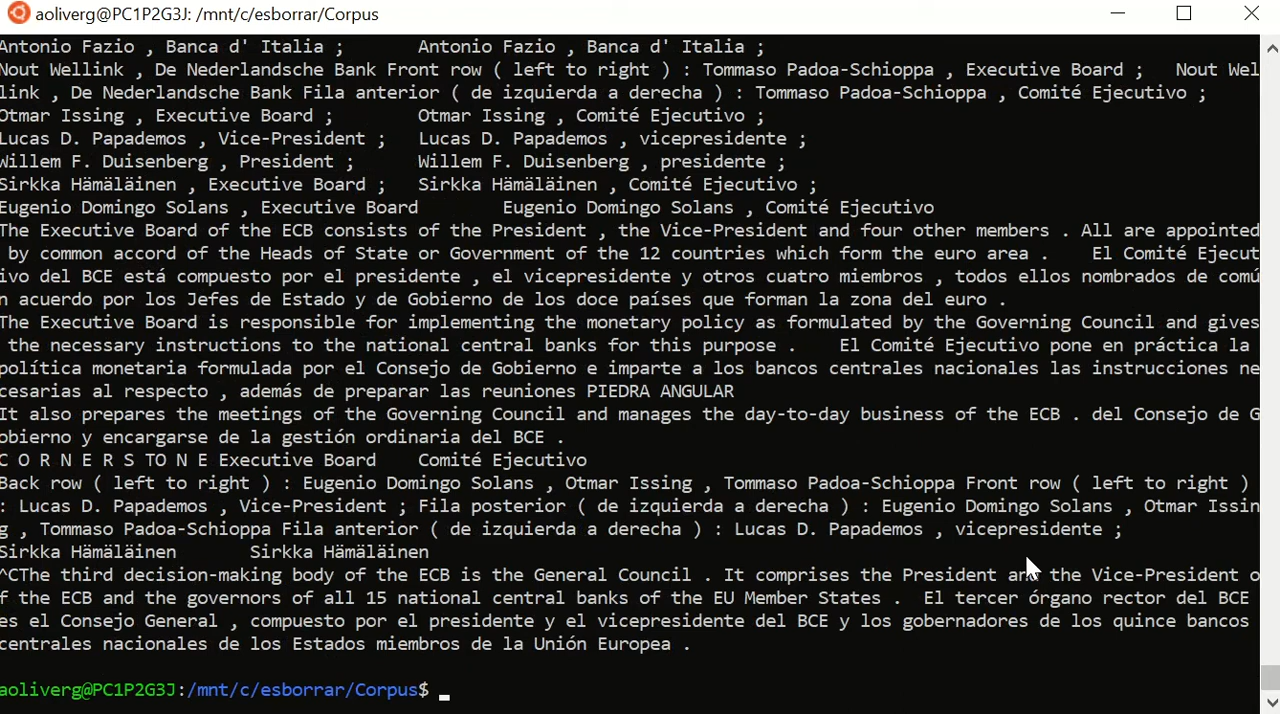 aoliverg@PC1P2G3J: /mnt/c/esborrar/Corpus
Antonio Fazio , Banca d' Italia ;	Antonio Fazio , Banca d' Italia ;
Nout Wellink , De Nederlandsche Bank Front row ( left to right ) : Tommaso Padoa-Schioppa , Executive Board ;	Nout Wel
link , De Nederlandsche Bank Fila anterior ( de izquierda a derecha ) : Tommaso Padoa-Schioppa , Comité Ejecutivo ;
Otmar Issing , Executive Board ;	Otmar Issing , Comité Ejecutivo ;
Lucas D. Papademos , Vice-President ;	Lucas D. Papademos , vicepresidente ;
Willem F. Duisenberg , President ;	Willem F. Duisenberg , presidente ;
Sirkka Hämäläinen , Executive Board ;	Sirkka Hämäläinen , Comité Ejecutivo ;
Eugenio Domingo Solans , Executive Board	Eugenio Domingo Solans , Comité Ejecutivo
The Executive Board of the ECB consists of the President , the Vice-President and four other members . All are appointed
by common accord of the Heads of State or Government of the 12 countries which form the euro area .	El Comité Ejecut
ivo del BCE está compuesto por el presidente , el vicepresidente y otros cuatro miembros , todos ellos nombrados de comú
n acuerdo por los Jefes de Estado y de Gobierno de los doce países que forman la zona del euro .
The Executive Board is responsible for implementing the monetary policy as formulated by the Governing Council and gives
the necessary instructions to the national central banks for this purpose .	El Comité Ejecutivo pone en práctica la
política monetaria formulada por el Consejo de Gobierno e imparte a los bancos centrales nacionales las instrucciones ne
cesarias al respecto , además de preparar las reuniones PIEDRA ANGULAR
It also prepares the meetings of the Governing Council and manages the day-to-day business of the ECB .	del Consejo de G
obierno y encargarse de la gestión ordinaria del BCE .
C O R N E R S TO N E Executive Board	Comité Ejecutivo
Back row ( left to right ) : Eugenio Domingo Solans , Otmar Issing , Tommaso Padoa-Schioppa Front row ( left to right )
: Lucas D. Papademos , Vice-President ;	Fila posterior ( de izquierda a derecha ) : Eugenio Domingo Solans , Otmar Issin
g , Tommaso Padoa-Schioppa Fila anterior ( de izquierda a derecha ) : Lucas D. Papademos , vicepresidente ;
Sirkka Hämäläinen	Sirkka Hämäläinen
^CThe third decision-making body of the ECB is the General Council . It comprises the President and the Vice-President o
f the ECB and the governors of all 15 national central banks of the EU Member States .	El tercer órgano rector del BCE
es el Consejo General , compuesto por el presidente y el vicepresidente del BCE y los gobernadores de los quince bancos
centrales nacionales de los Estados miembros de la Unión Europea .
aoliverg@PC1P2G3J:/mnt/c/esborrar/Corpus$